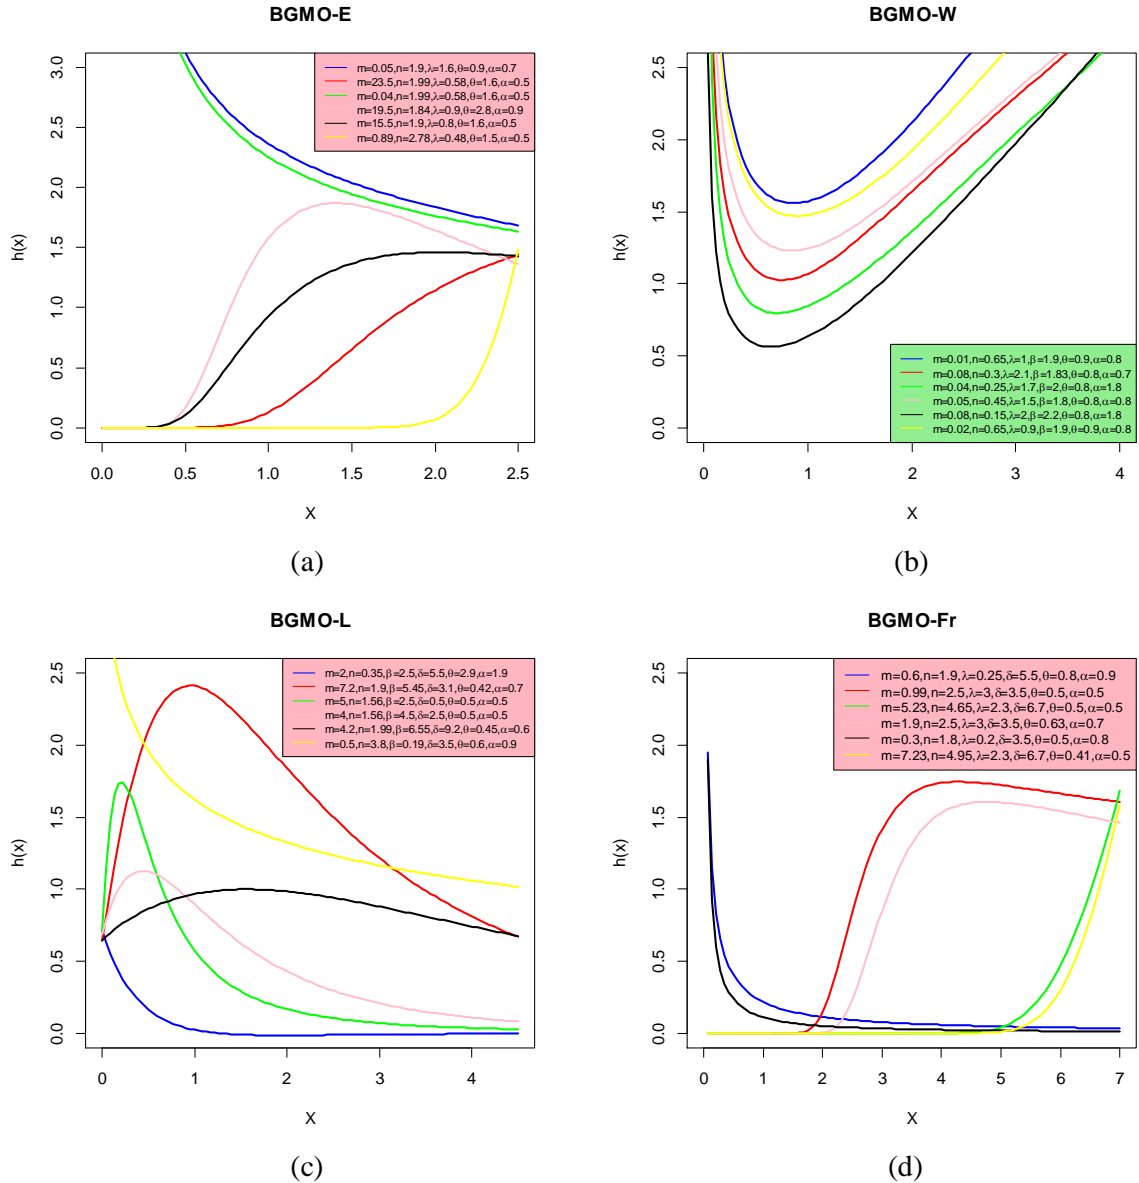 BGMO-E
h(x)
3.0
2.5
2.0
1.5
1.0
0.5
0.0
m=0.05,n=1.9,λ=1.6,θ=0.9,α=0.7
m=23.5,n=1.99,λ=0.58,θ=1.6,α=0.5
m=0.04,n=1.99,λ=0.58,θ=1.6,α=0.5
m=19.5,n=1.84,λ=0.9,θ=2.8,α=0.9
m=15.5,n=1.9,λ=0.8,θ=1.6,α=0.5
m=0.89,n=2.78,λ=0.48,θ=1.5,α=0.5
0.0 0.5 1.0 1.5 2.0 2.5
X
(a)
BGMO-W
h(x)
2.5
2.0
1.5
1.0
0.5
0.0
m=0.01,n=0.65,λ=1,β=1.9,θ=0.9,α=0.8
m=0.08,n=0.3,λ=2.1,β=1.83,θ=0.8,α=0.7
m=0.04,n=0.25,λ=1.7,β=2,θ=0.8,α=1.8
m=0.05,n=0.45,λ=1.5,β=1.8,θ=0.8,α=0.8
m=0.08,n=0.15,λ=2,β=2.2,θ=0.8,α=1.8
m=0.02,n=0.65,λ=0.9,β=1.9,θ=0.9,α=0.8
0 1 2 3 4
X
(b)
BGMO-L
h(x)
2.5
2.0
1.5
1.0
0.5
0.0
m=2,n=0.35,β=2.5,δ=5.5,θ=2.9,α=1.9
m=7.2,n=1.9,β=5.45,δ=3.1,θ=0.42,α=0.7
m=5,n=1.56,β=2.5,δ=0.5,θ=0.5,α=0.5
m=4,n=1.56,β=4.5,δ=2.5,θ=0.5,α=0.5
m=4.2,n=1.99,β=6.55,δ=9.2,θ=0.45,α=0.6
m=0.5,n=3.8,β=0.19,δ=3.5,θ=0.6,α=0.9
0 1 2 3 4
X
(c)
BGMO-Fr
h(x)
2.5
2.0
1.5
1.0
0.5
0.0
m=0.6,n=1.9,λ=0.25,δ=5.5,θ=0.8,α=0.9
m=0.99,n=2.5,λ=3,δ=3.5,θ=0.5,α=0.5
m=5.23,n=4.65,λ=2.3,δ=6.7,θ=0.5,α=0.5
m=1.9,n=2.5,λ=3,δ=3.5,θ=0.63,α=0.7
m=0.3,n=1.8,λ=0.2,δ=3.5,θ=0.5,α=0.8
m=7.23,n=4.95,λ=2.3,δ=6.7,θ=0.41,α=0.5
0 1 2 3 4 5 6 7
X
(d)